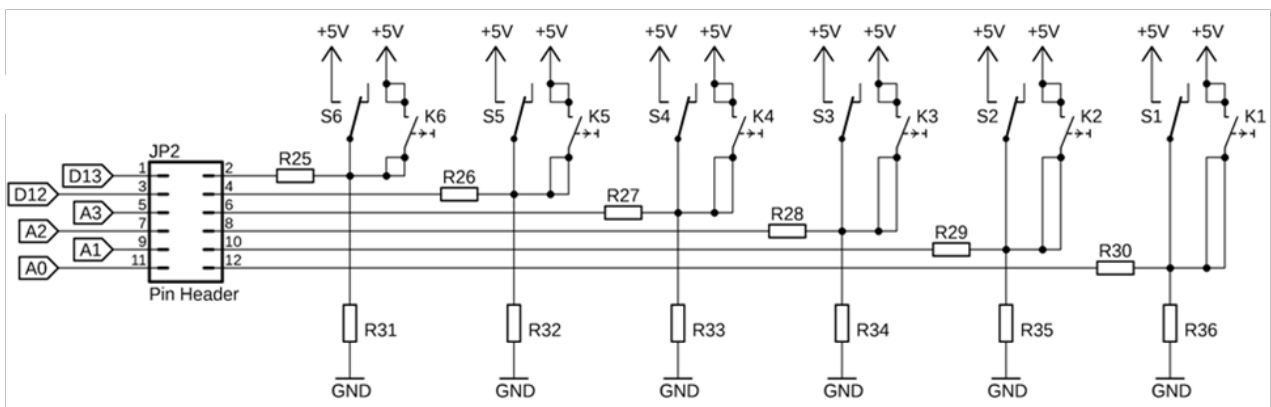 +5V +5V +5V +5V +5V +5V +5V +5V +5V +5V +5V +5V
S6 K6 S5 K5 S4 K4 S3 K3 S2 K2 S1 K1
JP2
D13 1 2 R25
D12 3 4 R26
A3 5 6 R27
A2 7 8 R28
A1 9 10 R29
A0 11 12 R30
Pin Header
R31 R32 R33 R34 R35 R36
GND GND GND GND GND GND